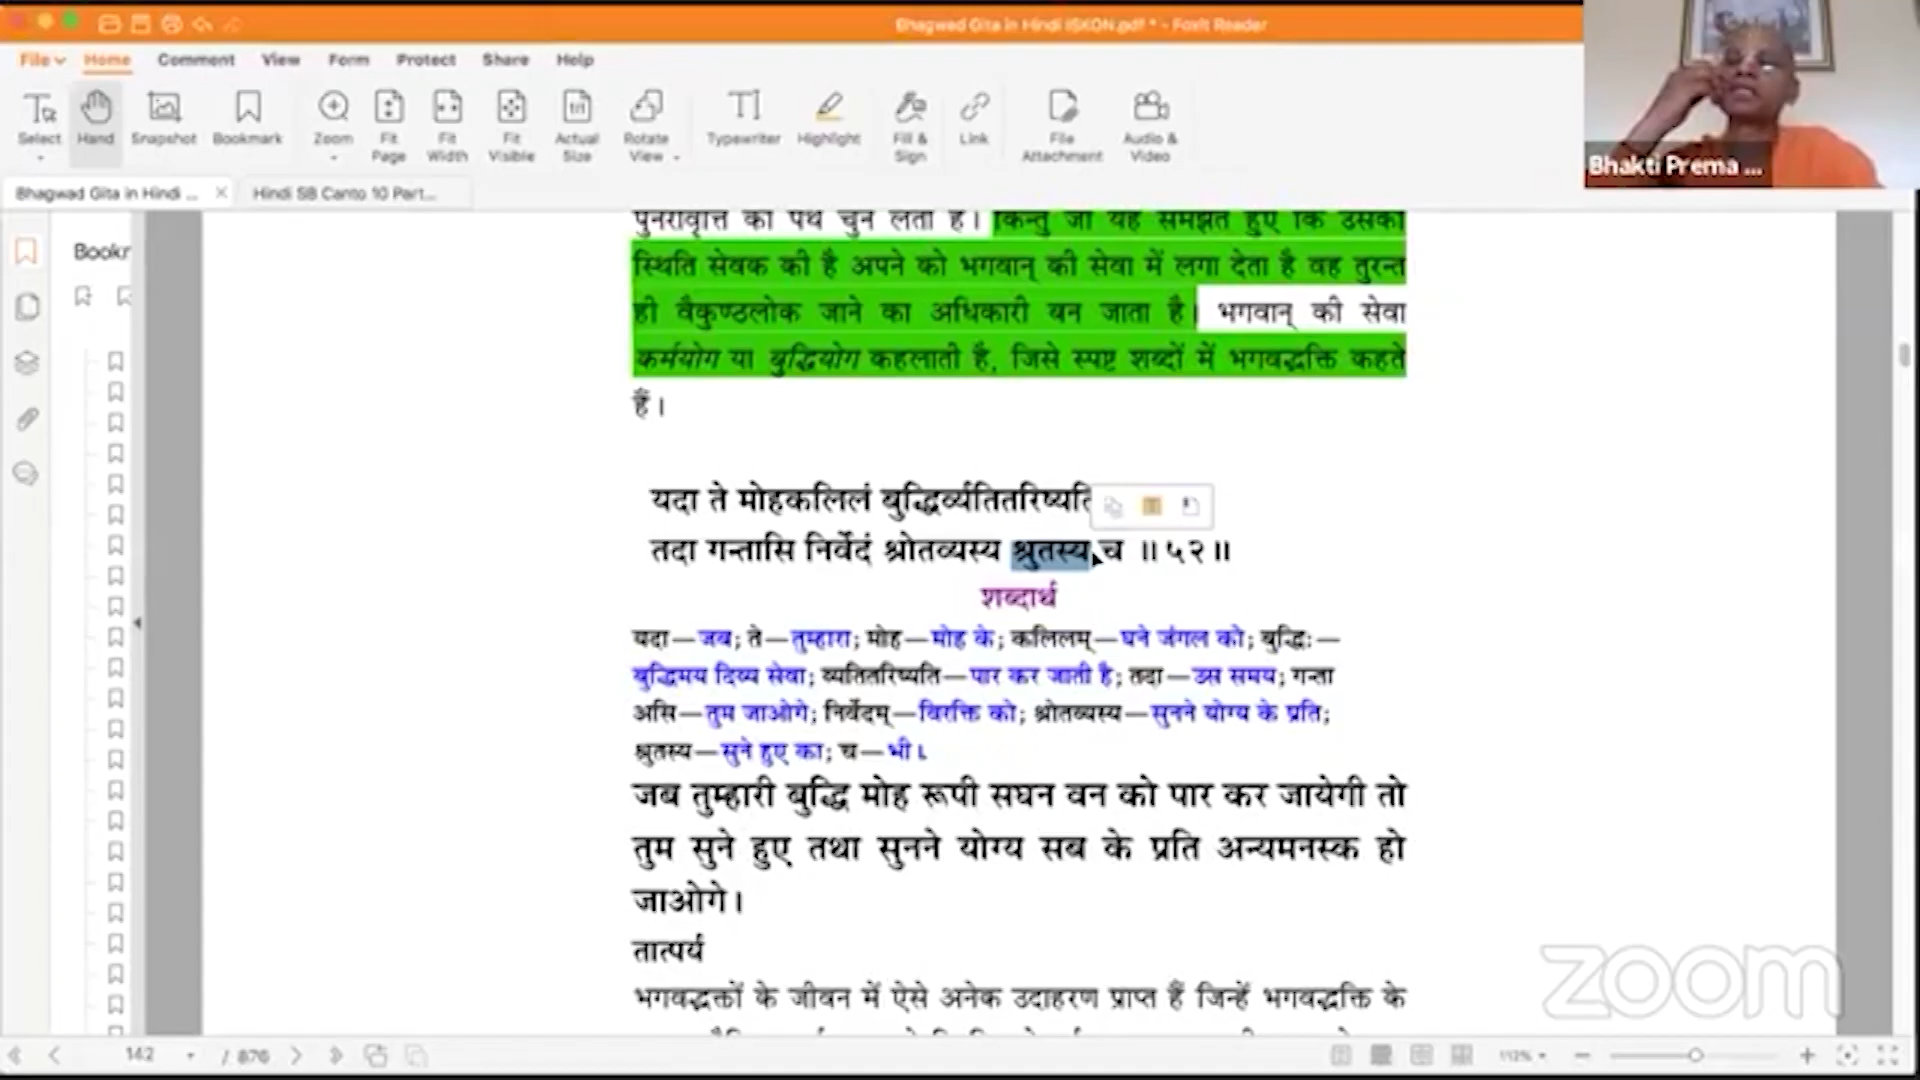 Bhagwad Gita in Hindi ISKON.pdf * - Foxit Reader
File Home Comment View Form Protect Share Help
Select Hand Snapshot Bookmark Zoom Fit Page Fit Width Fit Visible Actual Size Rotate View Typewriter Highlight Fill & Sign Link File Attachment Audio & Video
Bhakti Prema ...
Bhagwad Gita in Hindi ... Hindi SB Canto 10 Part...
Bookr
पुनरावृत्ति का पथ चुन लेता है। किन्तु जो यह समझते हुए कि उसकी
स्थिति सेवक की है अपने को भगवान् की सेवा में लगा देता है वह तुरन्त
ही वैकुण्ठलोक जाने का अधिकारी बन जाता है। भगवान् की सेवा
कर्मयोग या बुद्धियोग कहलाती है, जिसे स्पष्ट शब्दों में भगवद्भक्ति कहते
हैं।
यदा ते मोहकलिलं बुद्धिर्व्यतितरिष्यति
तदा गन्तासि निर्वेदं श्रोतव्यस्य श्रुतस्य च ॥५२॥
शब्दार्थ
यदा—जब; ते—तुम्हारा; मोह—मोह के; कलिलम्—घने जंगल को; बुद्धिः—
बुद्धिमय दिव्य सेवा; व्यतितरिष्यति—पार कर जाती है; तदा—उस समय; गन्ता
असि—तुम जाओगे; निर्वेदम्—विरक्ति को; श्रोतव्यस्य—सुनने योग्य के प्रति;
श्रुतस्य—सुने हुए का; च—भी।
जब तुम्हारी बुद्धि मोह रूपी सघन वन को पार कर जायेगी तो
तुम सुने हुए तथा सुनने योग्य सब के प्रति अन्यमनस्क हो
जाओगे।
तात्पर्य
भगवद्भक्तों के जीवन में ऐसे अनेक उदाहरण प्राप्त हैं जिन्हें भगवद्भक्ति के
zoom
142 / 876
112%